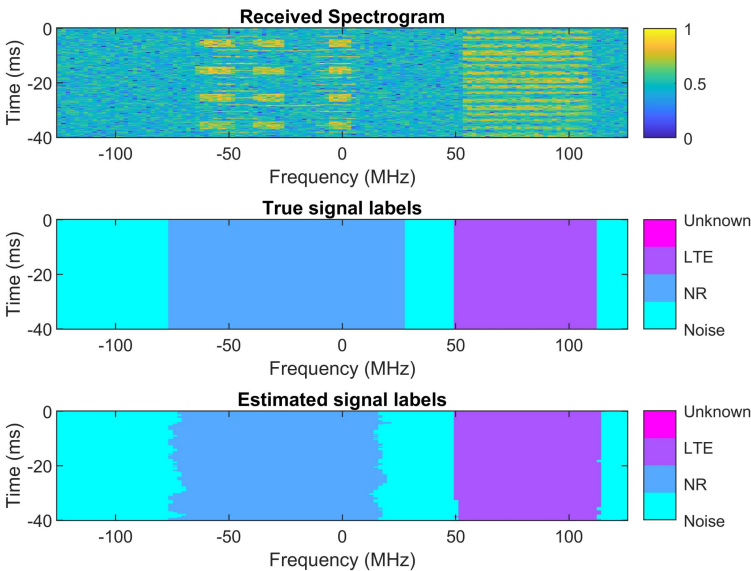 Received Spectrogram
0
-20
-40
Time (ms)
-100
-50
0
50
100
Frequency (MHz)
1
0.5
0
True signal labels
0
-20
-40
Time (ms)
-100
-50
0
50
100
Frequency (MHz)
Unknown
LTE
NR
Noise
Estimated signal labels
0
-20
-40
Time (ms)
-100
-50
0
50
100
Frequency (MHz)
Unknown
LTE
NR
Noise